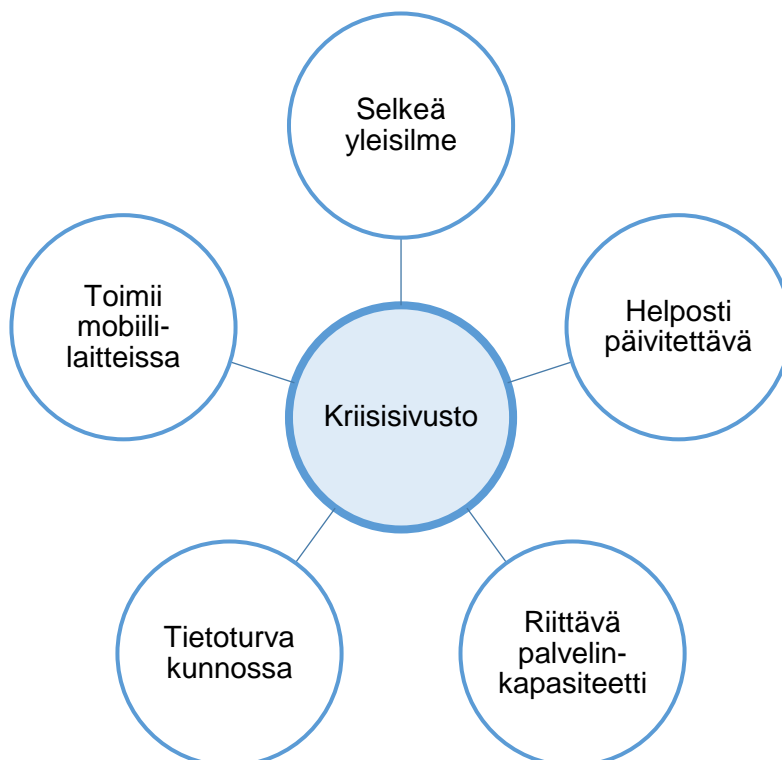 Selkeä
yleisilme
Toimii
mobiili-
laitteissa
Helposti
päivitettävä
Kriisisivusto
Tietoturva
kunnossa
Riittävä
palvelin-
kapasiteetti